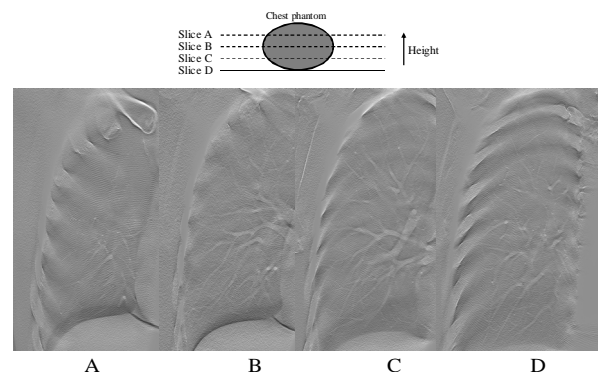 Chest phantom
Slice A
Slice B
Slice C
Slice D
Height
A B C D